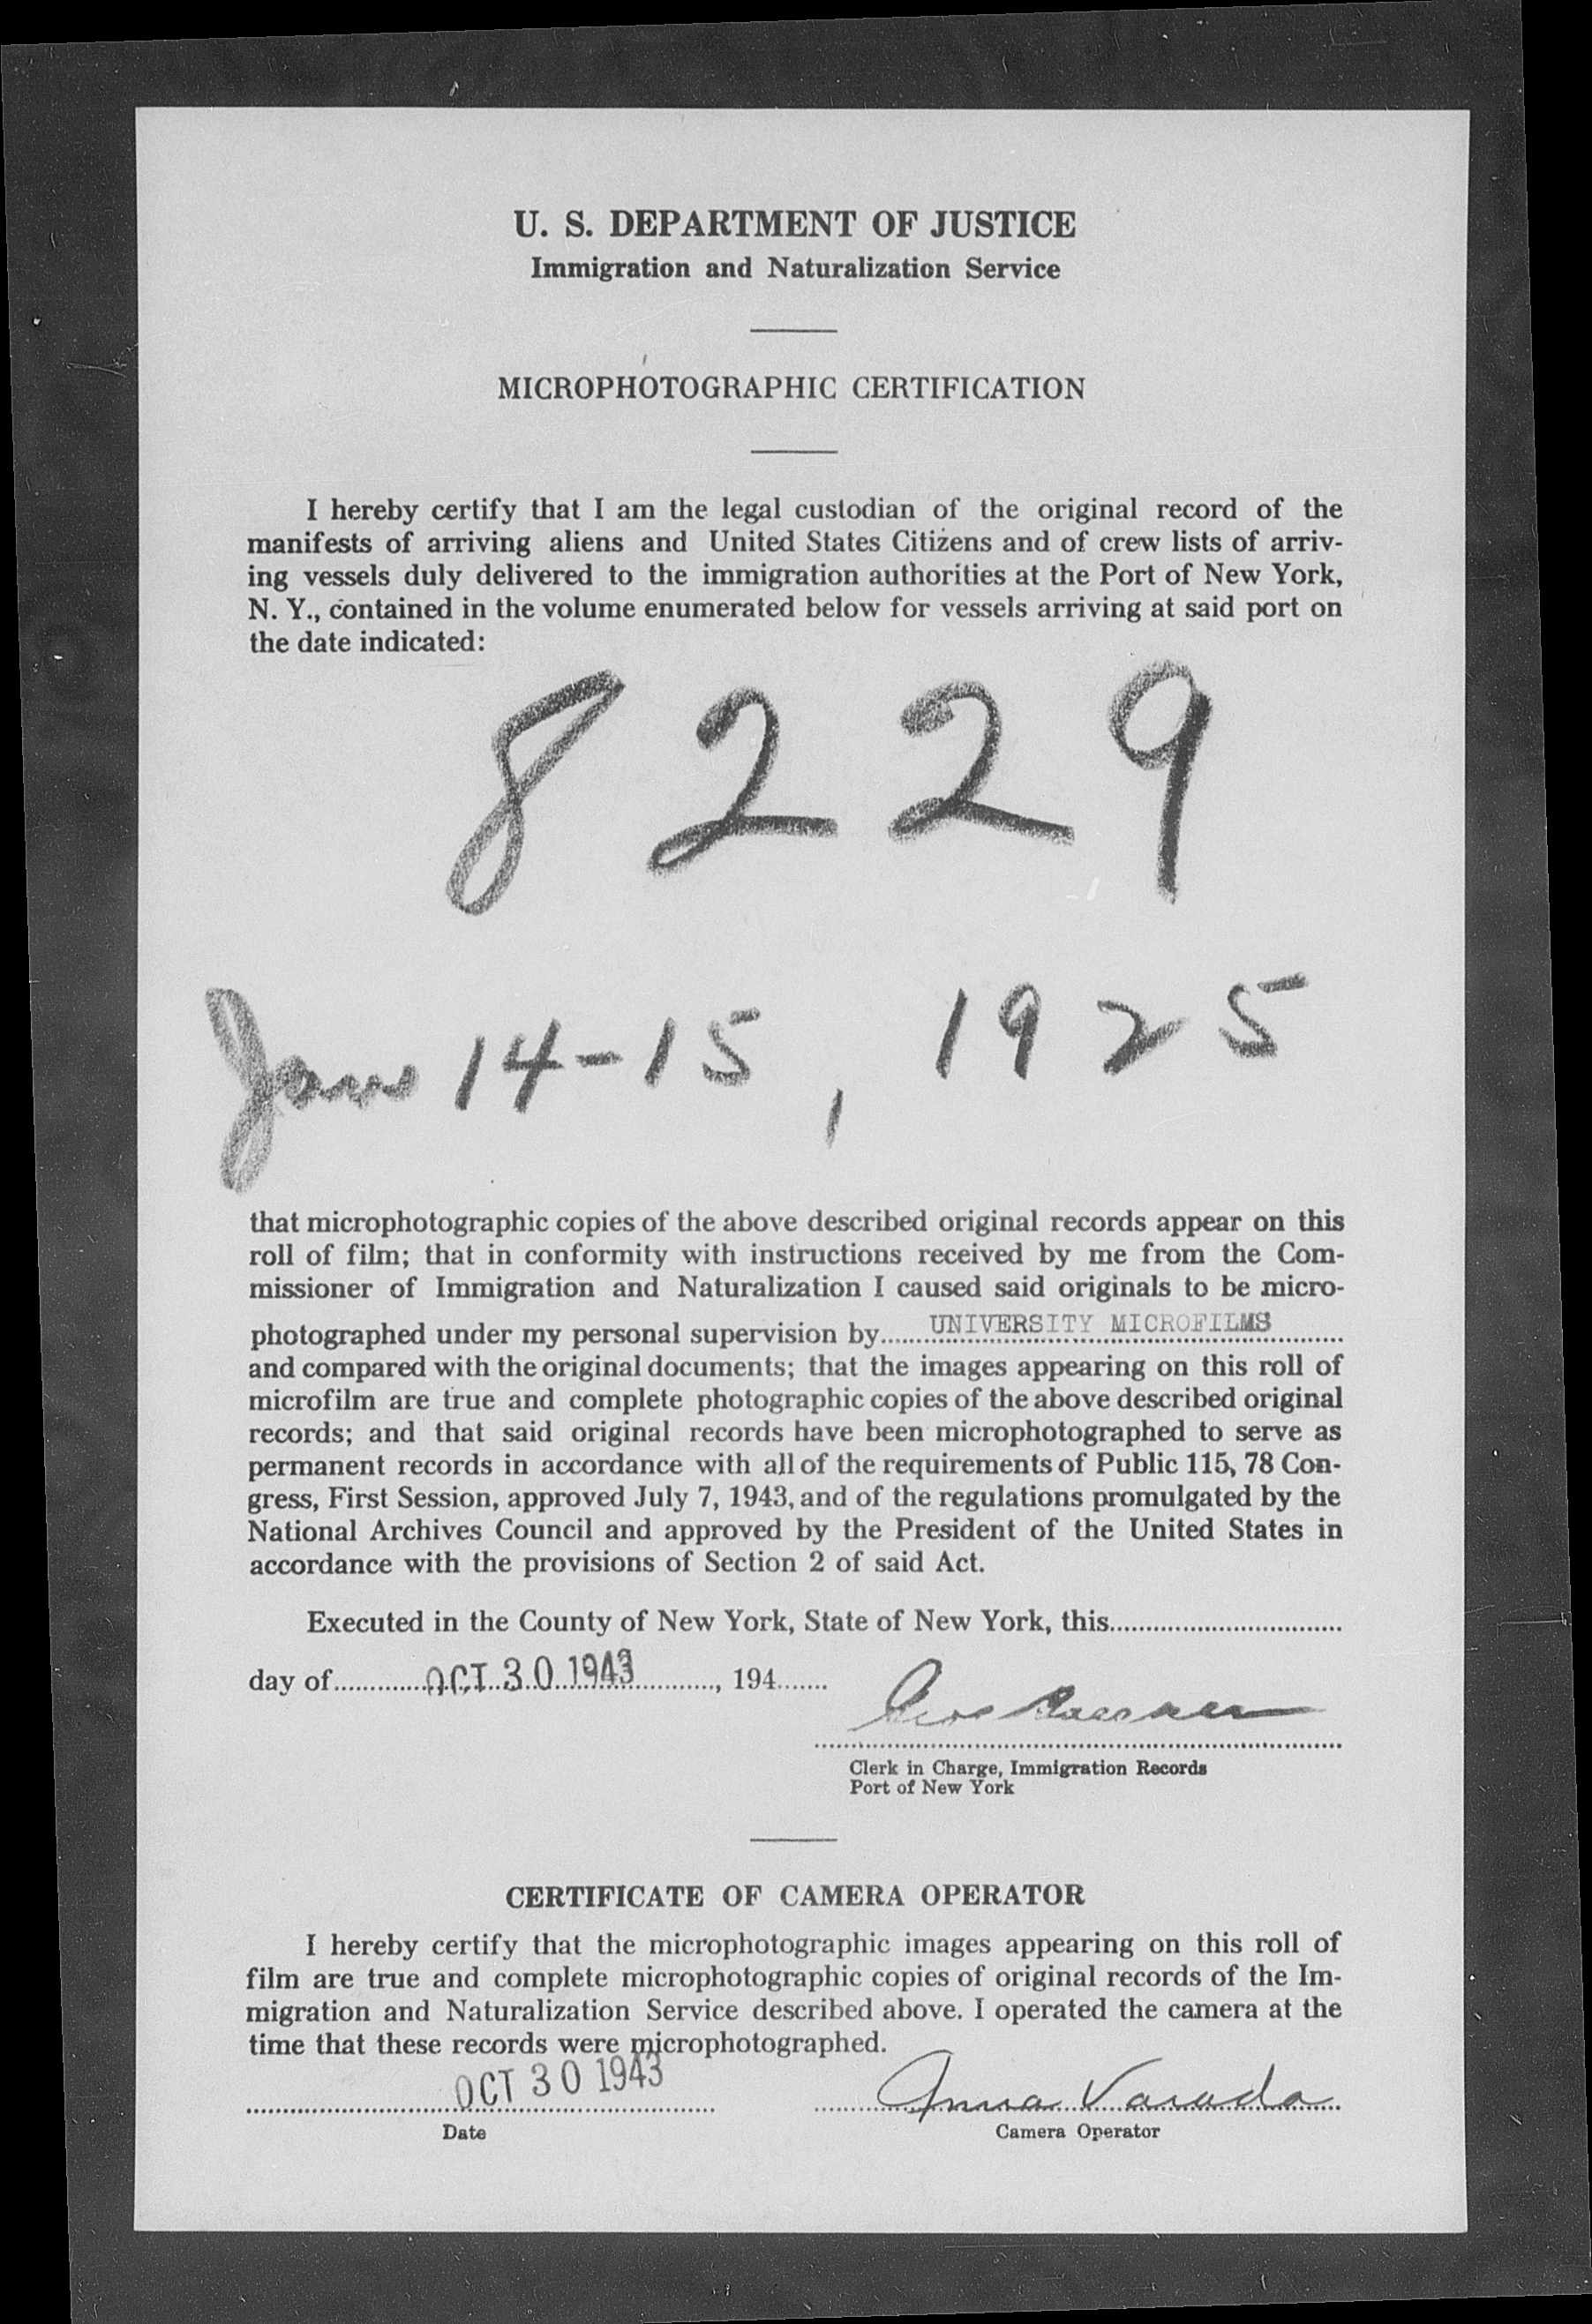 U. S. DEPARTMENT OF JUSTICE
Immigration and Naturalization Service
MICROPHOTOGRAPHIC CERTIFICATION
I hereby certify that I am the legal custodian of the original record of the
manifests of arriving aliens and United States Citizens and of crew lists of arriv-
ing vessels duly delivered to the immigration authorities at the Port of New York,
N. Y., contained in the volume enumerated below for vessels arriving at said port on
the date indicated:
8229
14-15, 1925
that microphotographic copies of the above described original records appear on this
roll of film; that in conformity with instructions received by me from the Com-
missioner of Immigration and Naturalization I caused said originals to be micro-
photographed under my personal supervision by UNIVERSITY MICROFILMS
and compared with the original documents; that the images appearing on this roll of
microfilm are true and complete photographic copies of the above described original
records; and that said original records have been microphotographed to serve as
permanent records in accordance with all of the requirements of Public 115, 78 Con-
gress, First Session, approved July 7, 1943, and of the regulations promulgated by the
National Archives Council and approved by the President of the United States in
accordance with the provisions of Section 2 of said Act.
Executed in the County of New York, State of New York, this
day of OCT 30 1943, 194
Clerk in Charge, Immigration Records
Port of New York
CERTIFICATE OF CAMERA OPERATOR
I hereby certify that the microphotographic images appearing on this roll of
film are true and complete microphotographic copies of original records of the Im-
migration and Naturalization Service described above. I operated the camera at the
time that these records were microphotographed.
OCT 30 1943 Anna Varada
Date Camera Operator